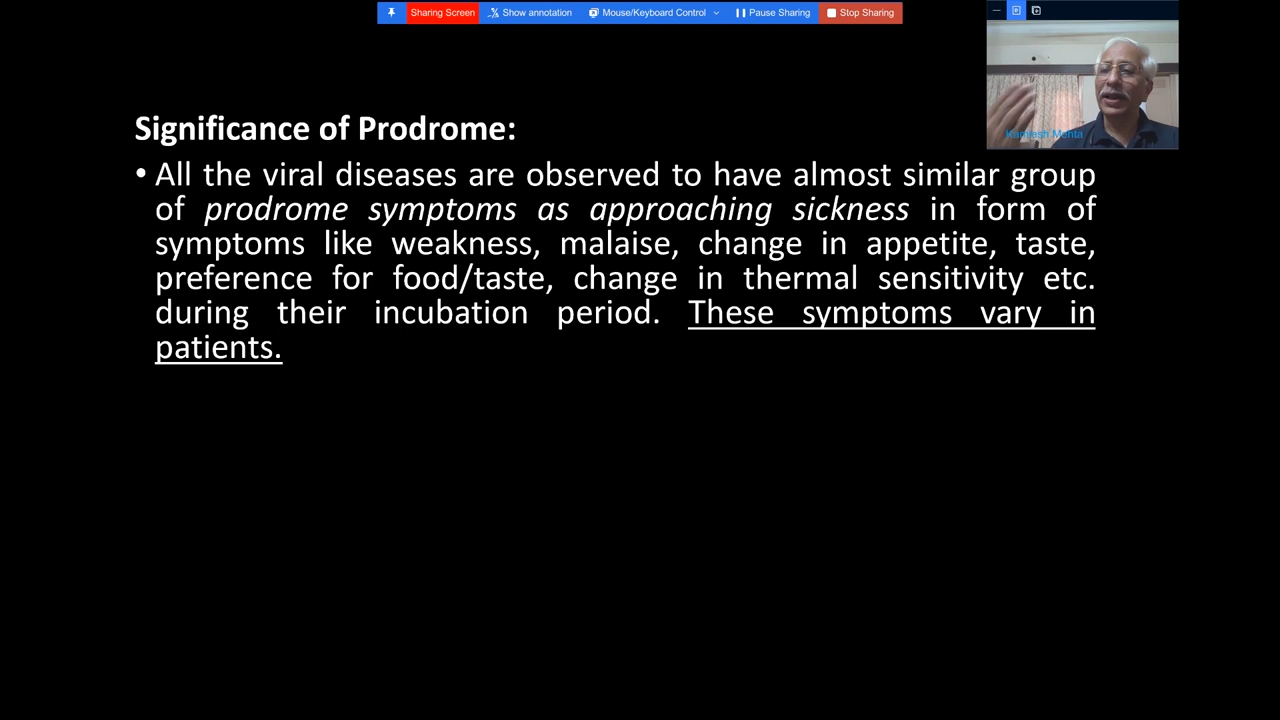 Sharing Screen Show annotation Mouse/Keyboard Control Pause Sharing Stop Sharing
Significance of Prodrome:
• All the viral diseases are observed to have almost similar group
of prodrome symptoms as approaching sickness in form of
symptoms like weakness, malaise, change in appetite, taste,
preference for food/taste, change in thermal sensitivity etc.
during their incubation period. These symptoms vary in
patients.